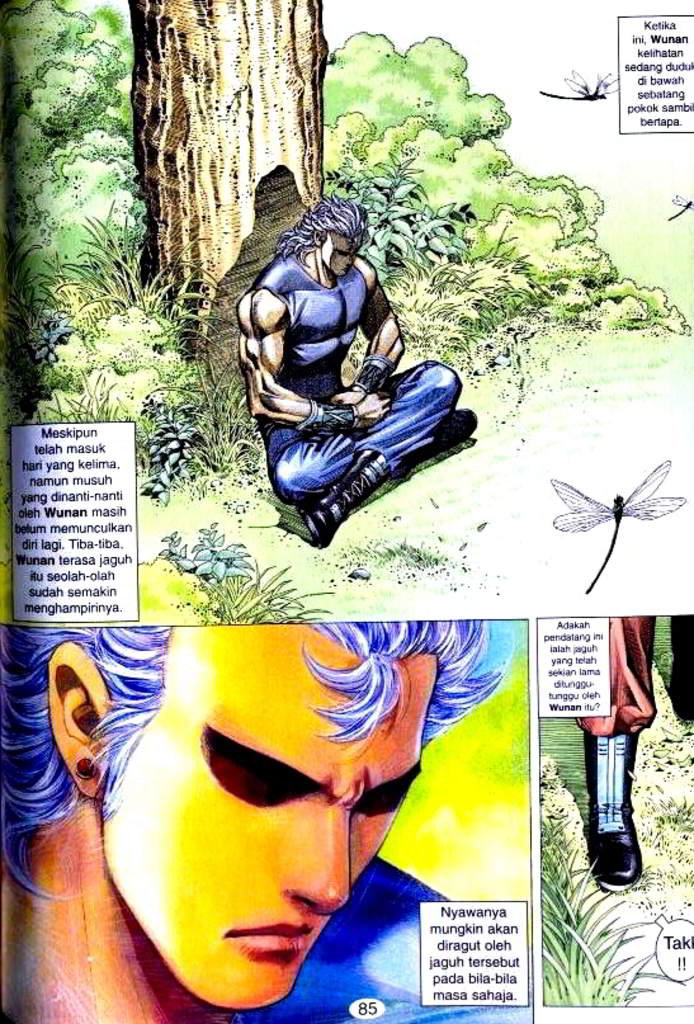 Ketika
ini, Wunan
kelihatan
sedang duduk
di bawah
sebatang
pokok sambil
bertapa.
Meskipun
telah masuk
hari yang kelima,
namun musuh
yang dinanti-nanti
oleh Wunan masih
belum memunculkan
diri lagi. Tiba-tiba,
Wunan terasa jaguh
itu seolah-olah
sudah semakin
menghampirinya.
Nyawanya
mungkin akan
diragut oleh
jaguh tersebut
pada bila-bila
masa sahaja.
Adakah
pendatang ini
ialah jaguh
yang telah
sekian lama
ditunggu-
tunggu oleh
Wunan itu?
Takk
!!
85